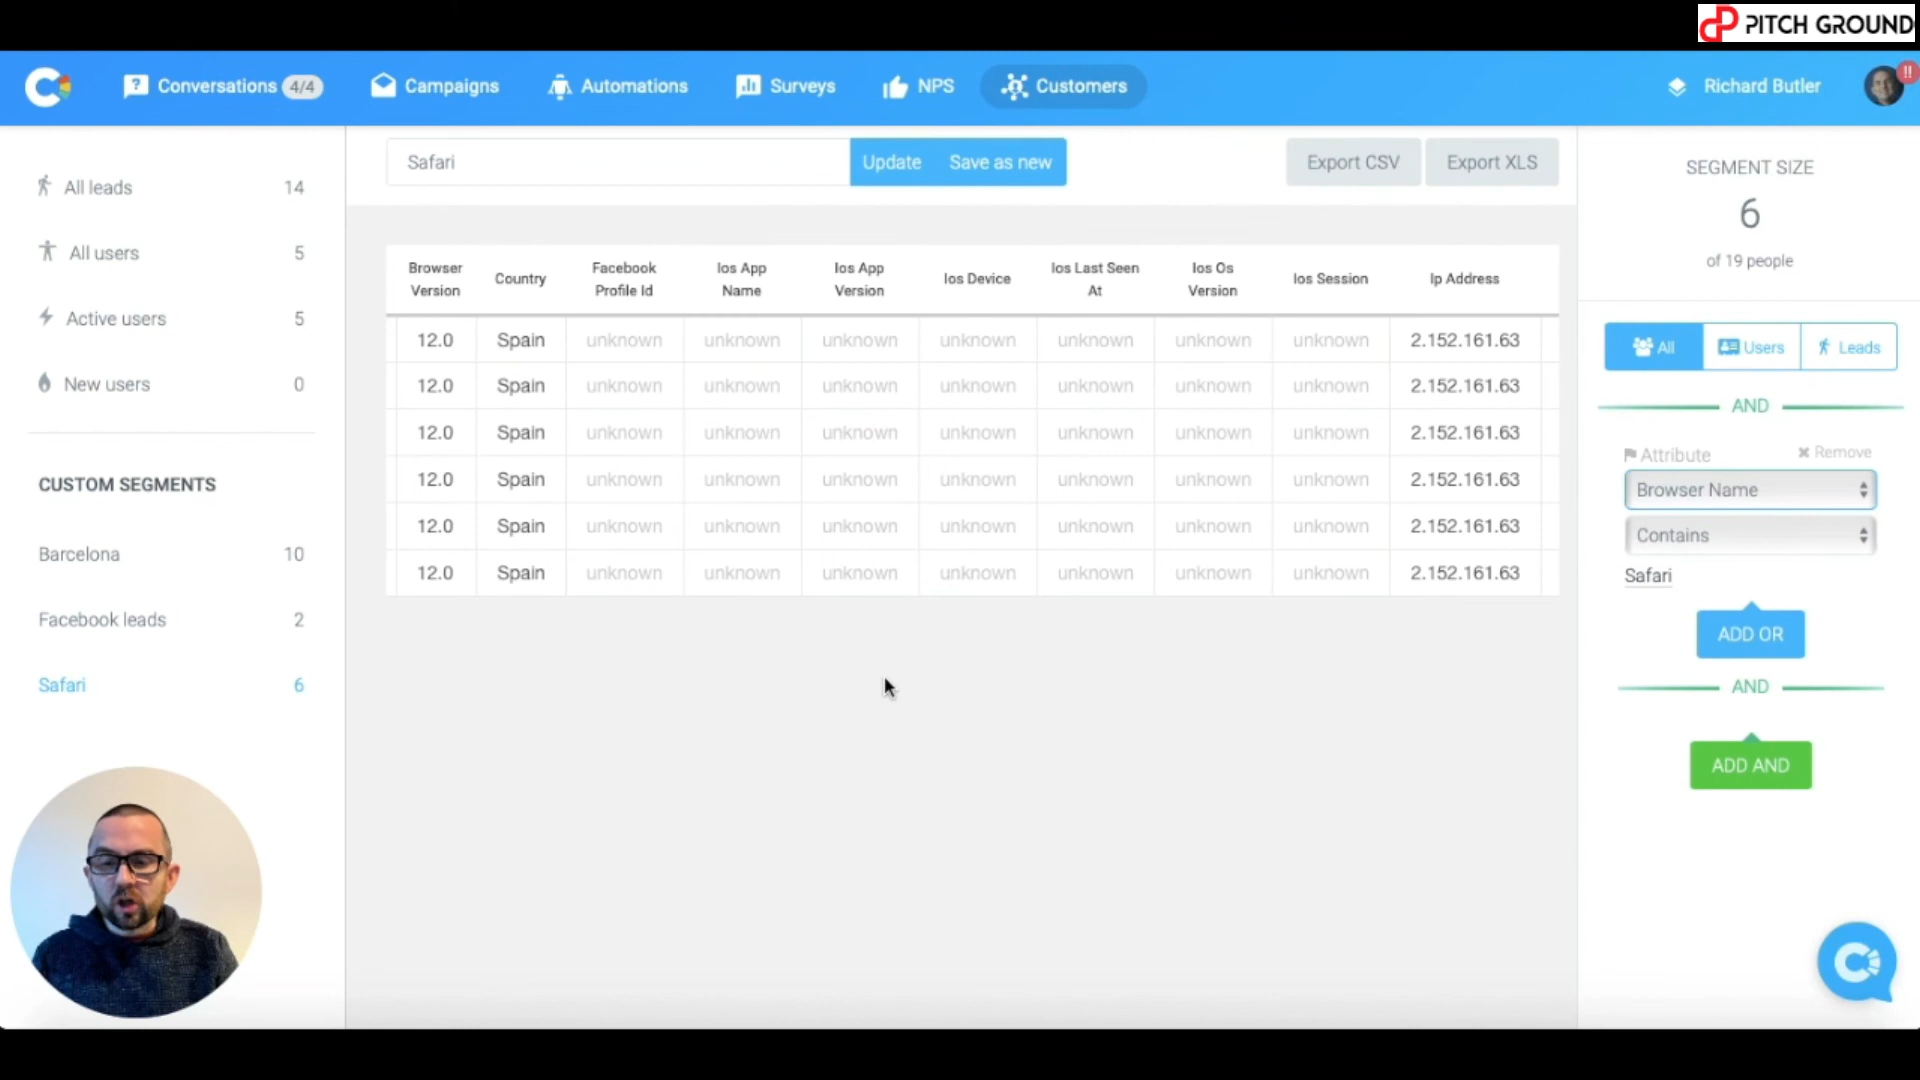 PITCH GROUND
Conversations 4/4 Campaigns Automations Surveys NPS Customers Richard Butler !!
All leads 14
All users 5
Active users 5
New users 0
CUSTOM SEGMENTS
Barcelona 10
Facebook leads 2
Safari 6
Safari Update Save as new Export CSV Export XLS
Browser Version Country Facebook Profile Id Ios App Name Ios App Version Ios Device Ios Last Seen At Ios Os Version Ios Session Ip Address
12.0 Spain unknown unknown unknown unknown unknown unknown unknown 2.152.161.63
12.0 Spain unknown unknown unknown unknown unknown unknown unknown 2.152.161.63
12.0 Spain unknown unknown unknown unknown unknown unknown unknown 2.152.161.63
12.0 Spain unknown unknown unknown unknown unknown unknown unknown 2.152.161.63
12.0 Spain unknown unknown unknown unknown unknown unknown unknown 2.152.161.63
12.0 Spain unknown unknown unknown unknown unknown unknown unknown 2.152.161.63
SEGMENT SIZE
6
of 19 people
All Users Leads
AND
Attribute Remove
Browser Name
Contains
Safari
ADD OR
AND
ADD AND